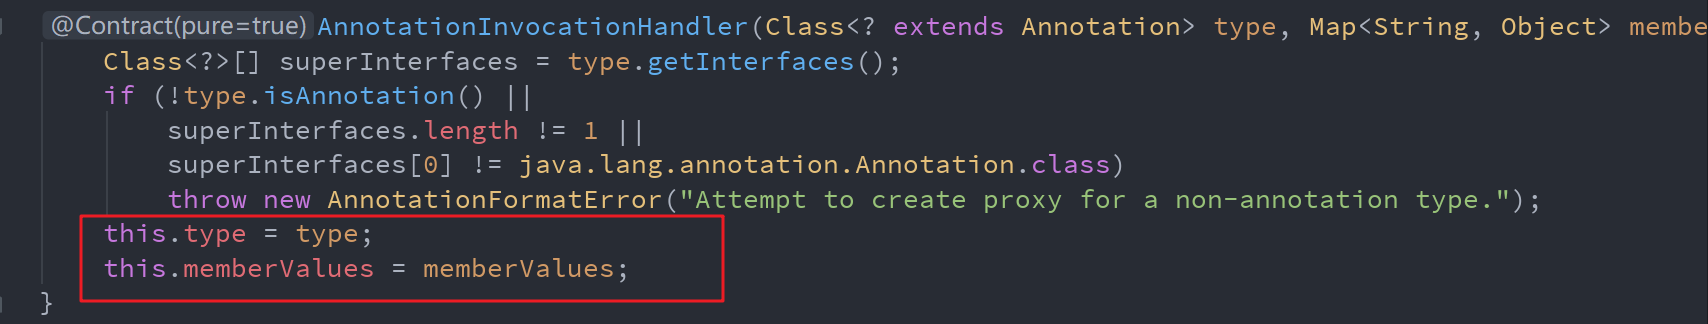 @Contract(pure=true) AnnotationInvocationHandler(Class<? extends Annotation> type, Map<String, Object> membe
Class<?>[] superInterfaces = type.getInterfaces();
if (!type.isAnnotation() ||
superInterfaces.length != 1 ||
superInterfaces[0] != java.lang.annotation.Annotation.class)
throw new AnnotationFormatError("Attempt to create proxy for a non-annotation type.");
this.type = type;
this.memberValues = memberValues;
}